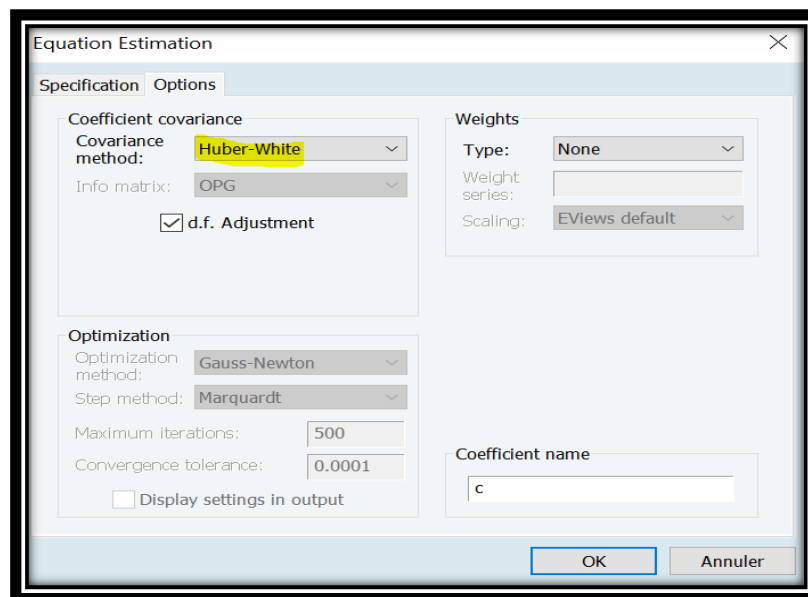 Equation Estimation
Specification Options
Coefficient covariance
Covariance method: Huber-White
Info matrix: OPG
d.f. Adjustment
Optimization
Optimization method: Gauss-Newton
Step method: Marquardt
Maximum iterations: 500
Convergence tolerance: 0.0001
Display settings in output
Weights
Type: None
Weight series:
Scaling: EViews default
Coefficient name
c
OK Annuler